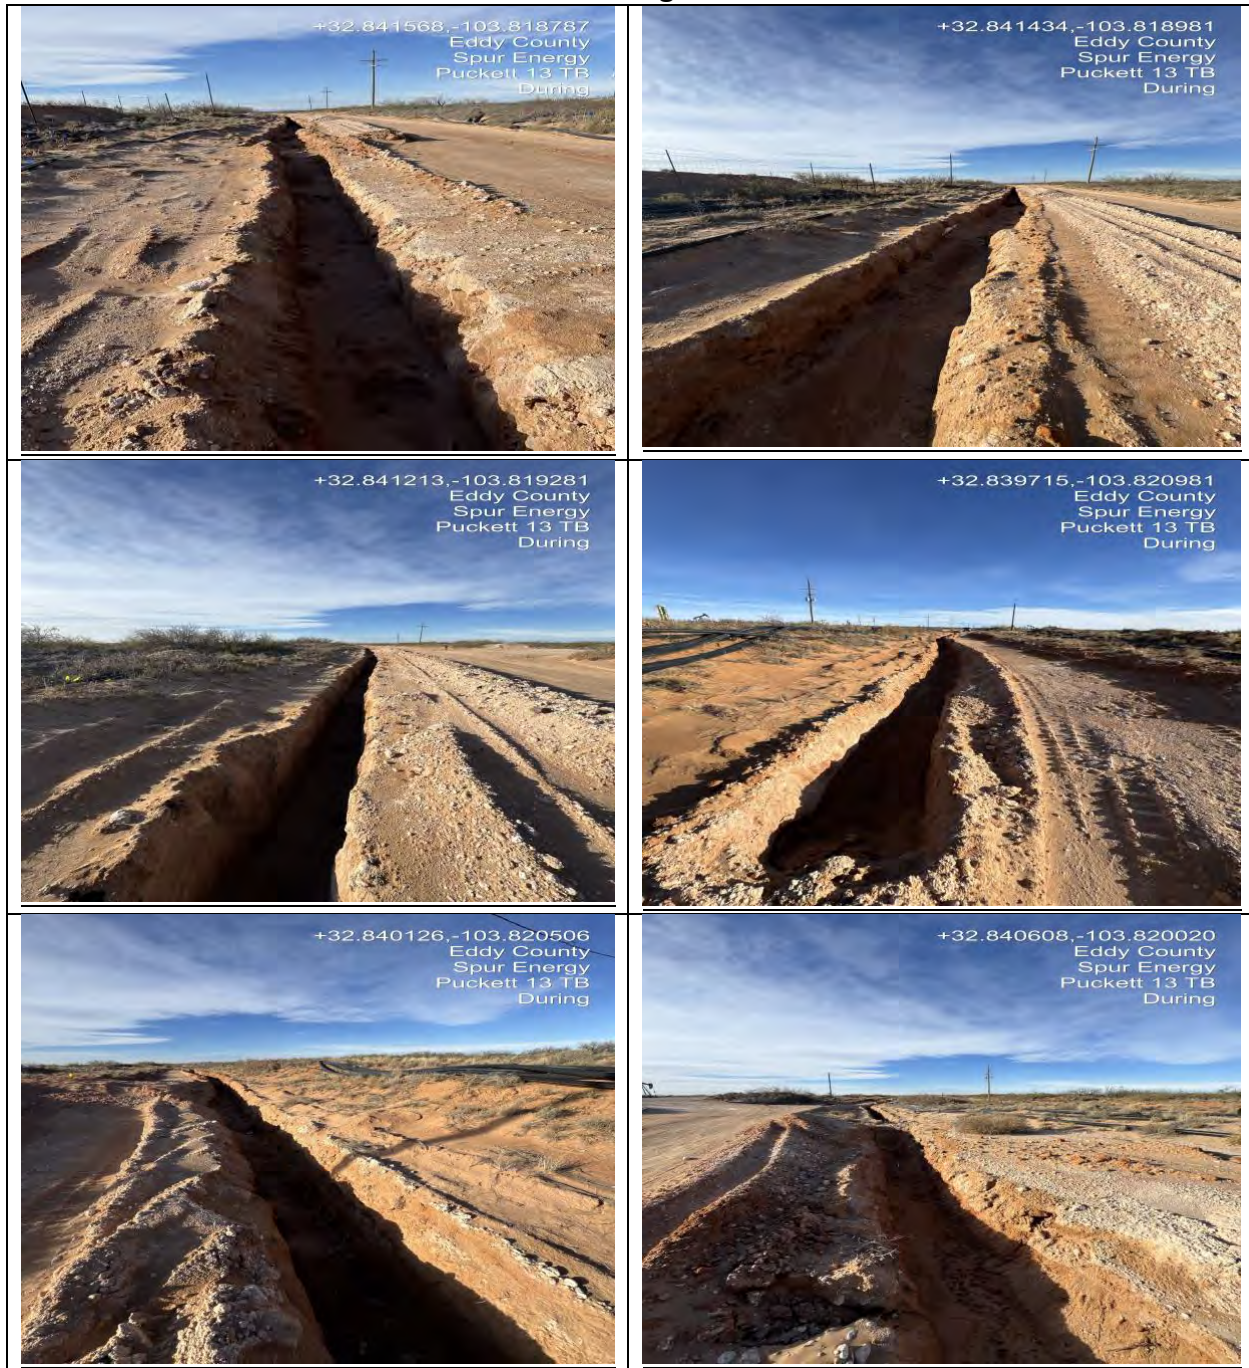 +32.841568,-103.818787
Eddy County
Spur Energy
Puckett 13 TB
During
+32.841434,-103.818981
Eddy County
Spur Energy
Puckett 13 TB
During
+32.841213,-103.819281
Eddy County
Spur Energy
Puckett 13 TB
During
+32.839715,-103.820981
Eddy County
Spur Energy
Puckett 13 TB
During
+32.840126,-103.820506
Eddy County
Spur Energy
Puckett 13 TB
During
+32.840608,-103.820020
Eddy County
Spur Energy
Puckett 13 TB
During